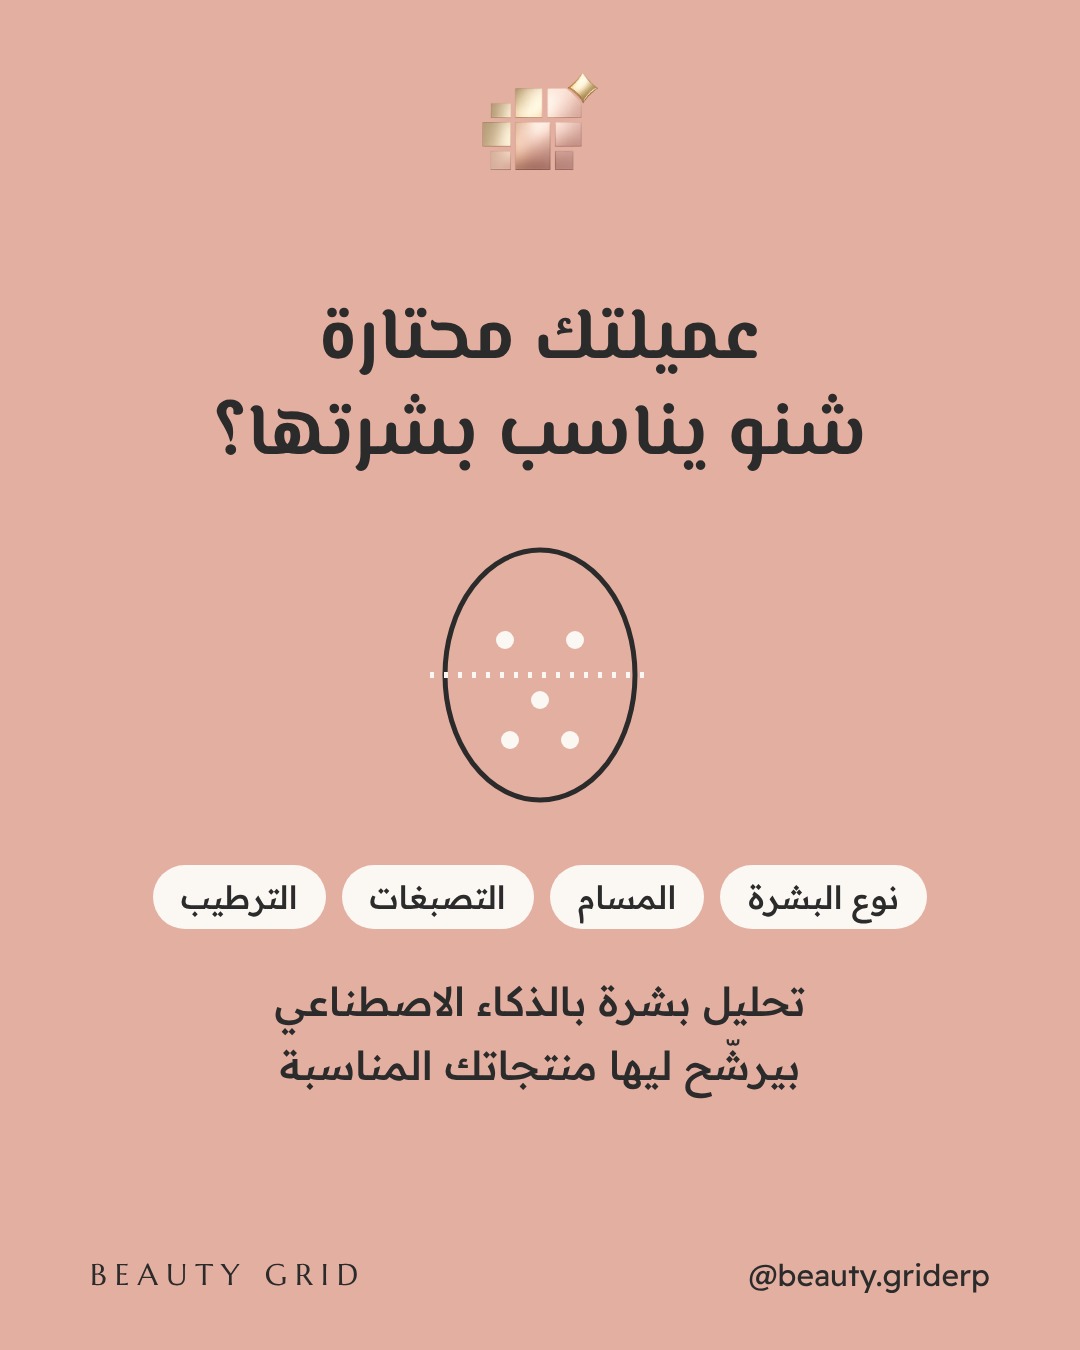 عميلتك محتارة
شنو يناسب بشرتها؟
نوع البشرة المسام التصبغات الترطيب
تحليل بشرة بالذكاء الاصطناعي
بيرشّح ليها منتجاتك المناسبة
BEAUTY GRID @beauty.griderp